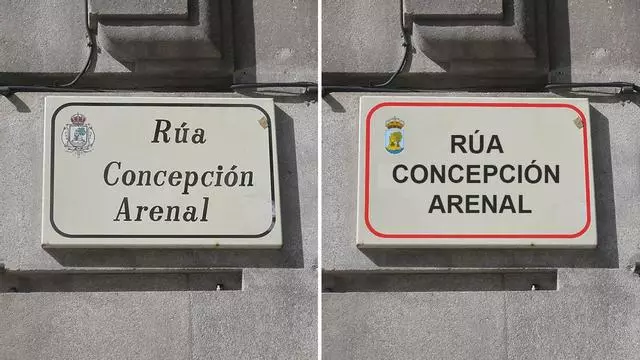 Rúa
Concepción
Arenal
RÚA
CONCEPCIÓN
ARENAL